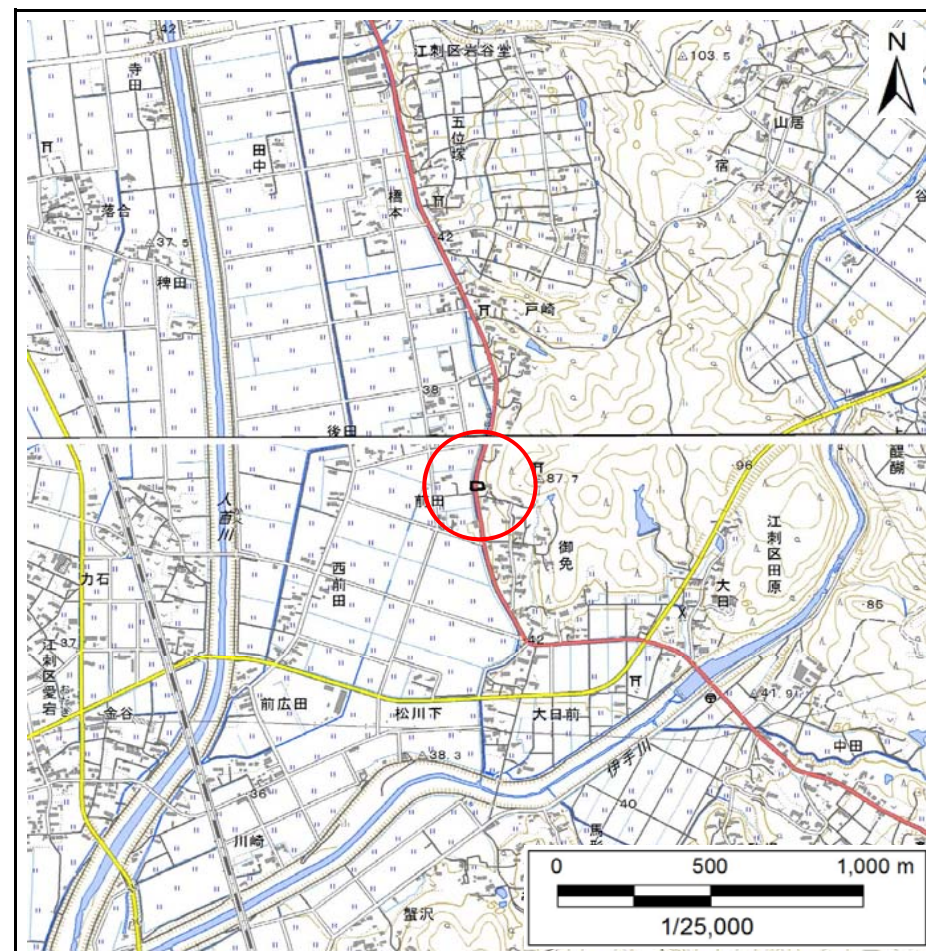 42
江刺区岩谷堂
103.5
N
寺田
五位塚
山居
田中
宿
橋本
谷
落合
42
37.5
稗田
戸崎
50
38
後田
上
醍醐
96
87.7
前田
人首川
御免
江刺区田原
西前田
大日
力石
85
37
42
江刺区愛宕
前広田
金谷
松川下
大日前
41.9
伊手川
中田
38.3
36
40
川崎
蟹沢
0 500 1,000 m
1/25,000